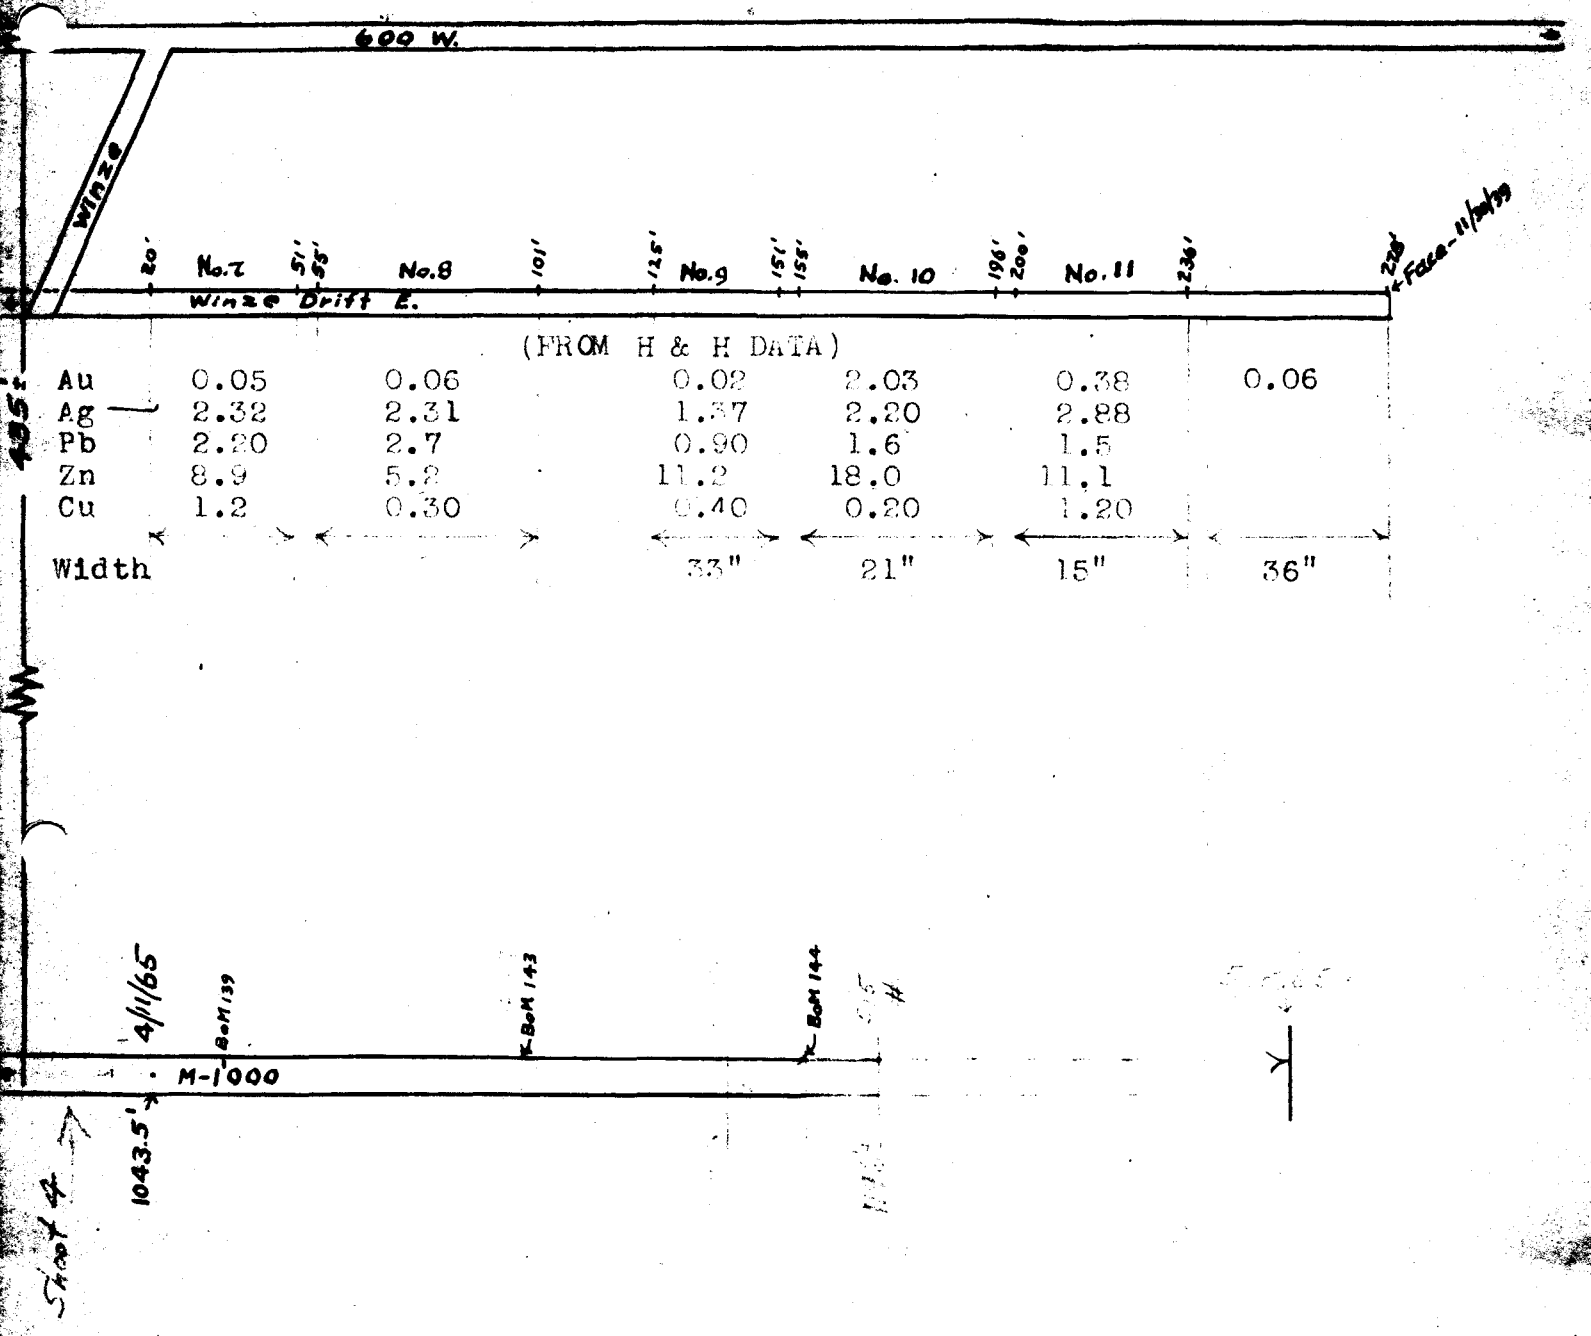 600 W.
Winze
20' No.7 51' 55' No.8 101' 125' No.9 151' 155' No. 10 196' 200' No. 11 236' 278' Face - 11/30/39
Winze Drift E.
(FROM H & H DATA)
Au 0.05 0.06 0.02 2.03 0.38 0.06
Ag 2.32 2.31 1.37 2.20 2.88
Pb 2.20 2.7 0.90 1.6 1.5
Zn 8.9 5.2 11.2 18.0 11.1
Cu 1.2 0.30 0.40 0.20 1.20
Width 33" 21" 15" 36"
4/11/65 BOM 139 BOM 143 BOM 144
M-1000
1043.5'
Shoot 4